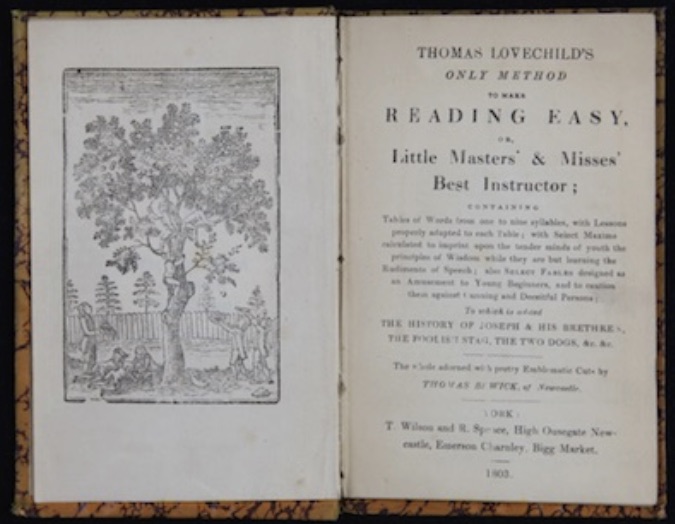 THOMAS LOVECHILD'S
ONLY METHOD
TO MAKE
READING EASY,
OR,
Little Masters' & Misses'
Best Instructor;
CONTAINING
Tables of Words from one to nine syllables, with Lessons
properly adapted to each Table; with Select Maxims
calculated to imprint upon the tender minds of youth the
principles of Wisdom while they are but learning the
Rudiments of Speech; also SELECT FABLES designed as
an Amusement to Young Beginners, and to caution
them against Cunning and Deceitful Persons;
To which is added
THE HISTORY OF JOSEPH & HIS BRETHREN,
THE FOOLISH STAG, THE TWO DOGS, &c. &c.
The whole adorned with pretty Emblematic Cuts by
THOMAS BEWICK, of Newcastle.
YORK:
T. Wilson and R. Spence, High Ousegate New-
castle, Emerson Charnley, Bigg Market.